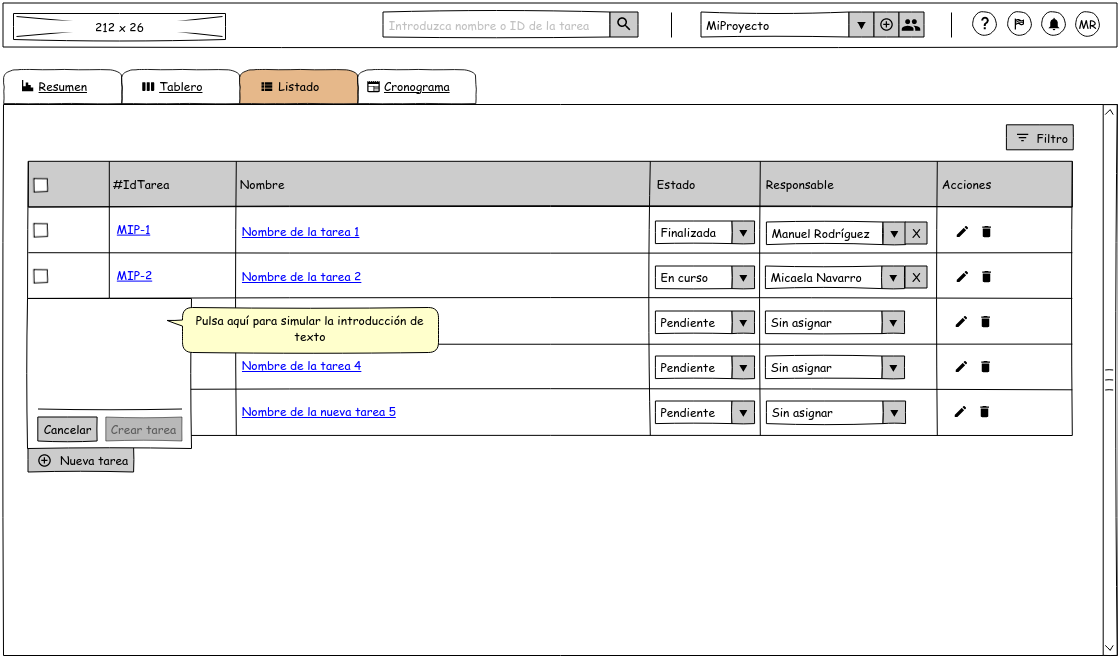 212 x 26
Introduzca nombre o ID de la tarea
MiProyecto
?
MR
Resumen
Tablero
Listado
Cronograma
Filtro
#IdTarea
Nombre
Estado
Responsable
Acciones
MIP-1
Nombre de la tarea 1
Finalizada
Manuel Rodríguez
X
MIP-2
Nombre de la tarea 2
En curso
Micaela Navarro
X
Pulsa aquí para simular la introducción de
texto
Pendiente
Sin asignar
Nombre de la tarea 4
Pendiente
Sin asignar
Nombre de la nueva tarea 5
Pendiente
Sin asignar
Cancelar
Crear tarea
Nueva tarea